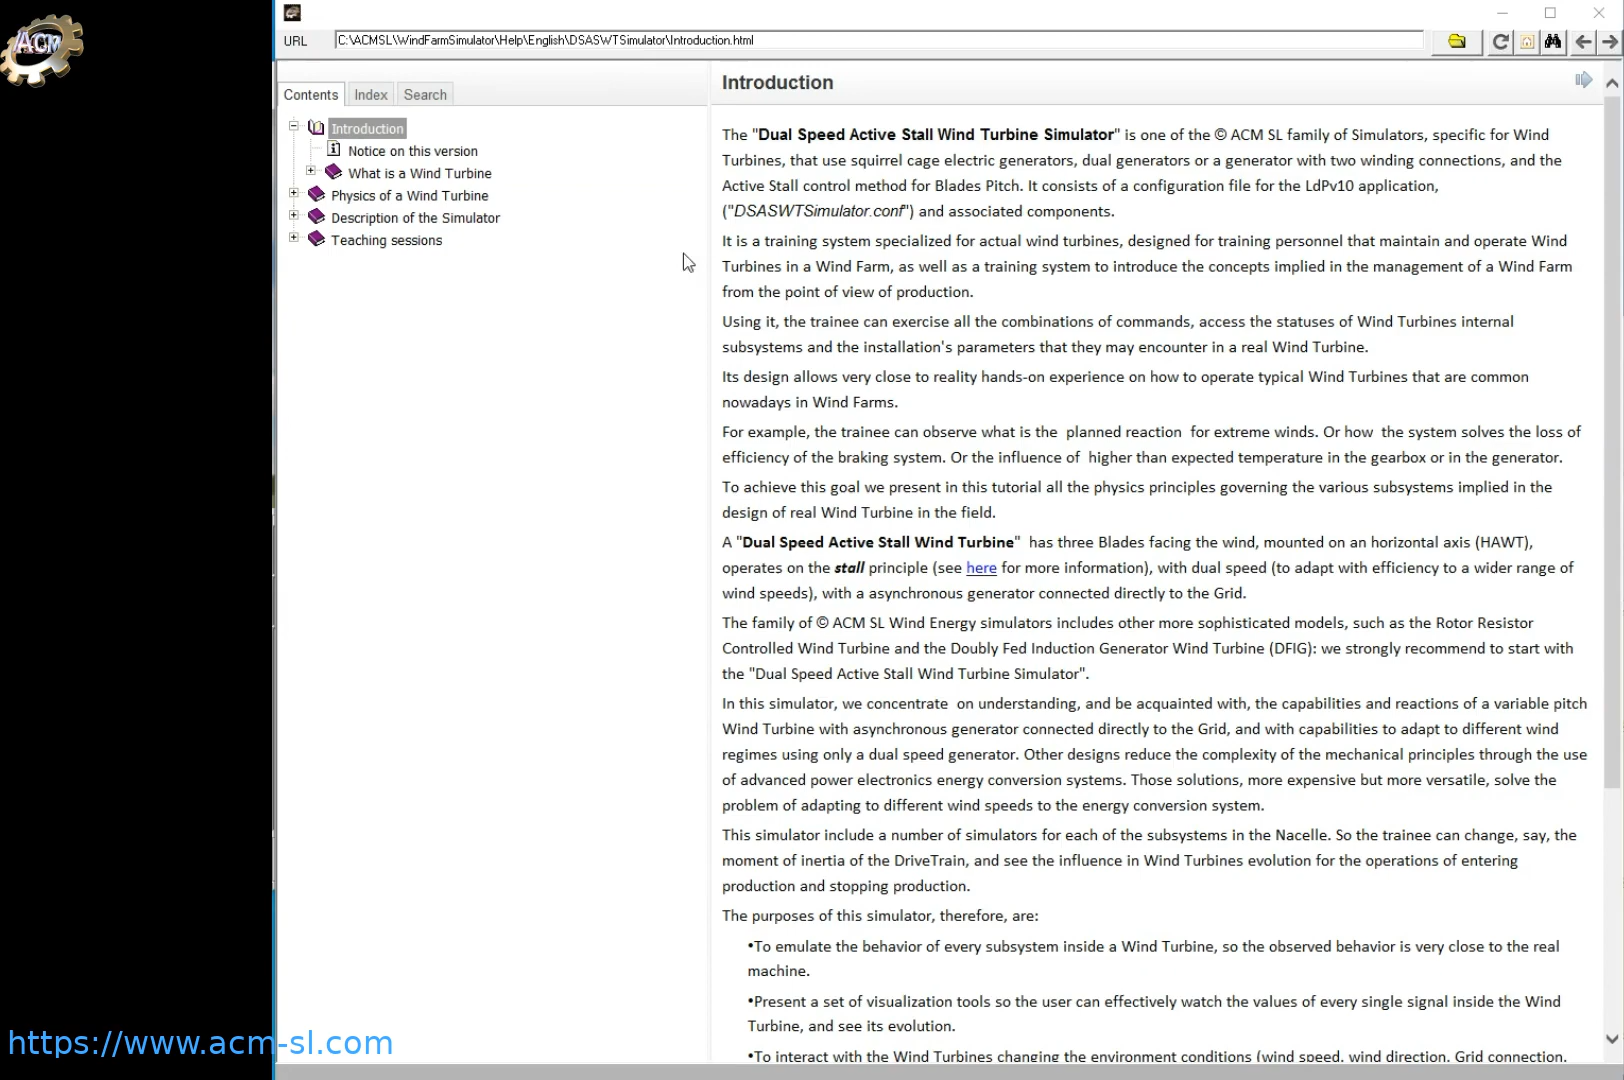 ACM
URL
C:\ACMSL\WindFarmSimulator\Help\English\DSASWTSimulator\Introduction.html
Contents
Index
Search
Introduction
Notice on this version
What is a Wind Turbine
Physics of a Wind Turbine
Description of the Simulator
Teaching sessions
Introduction
The "Dual Speed Active Stall Wind Turbine Simulator" is one of the © ACM SL family of Simulators, specific for Wind
Turbines, that use squirrel cage electric generators, dual generators or a generator with two winding connections, and the
Active Stall control method for Blades Pitch. It consists of a configuration file for the LdPv10 application,
("DSASWTSimulator.conf") and associated components.
It is a training system specialized for actual wind turbines, designed for training personnel that maintain and operate Wind
Turbines in a Wind Farm, as well as a training system to introduce the concepts implied in the management of a Wind Farm
from the point of view of production.
Using it, the trainee can exercise all the combinations of commands, access the statuses of Wind Turbines internal
subsystems and the installation's parameters that they may encounter in a real Wind Turbine.
Its design allows very close to reality hands-on experience on how to operate typical Wind Turbines that are common
nowadays in Wind Farms.
For example, the trainee can observe what is the planned reaction for extreme winds. Or how the system solves the loss of
efficiency of the braking system. Or the influence of higher than expected temperature in the gearbox or in the generator.
To achieve this goal we present in this tutorial all the physics principles governing the various subsystems implied in the
design of real Wind Turbine in the field.
A "Dual Speed Active Stall Wind Turbine" has three Blades facing the wind, mounted on an horizontal axis (HAWT),
operates on the stall principle (see here for more information), with dual speed (to adapt with efficiency to a wider range of
wind speeds), with a asynchronous generator connected directly to the Grid.
The family of © ACM SL Wind Energy simulators includes other more sophisticated models, such as the Rotor Resistor
Controlled Wind Turbine and the Doubly Fed Induction Generator Wind Turbine (DFIG): we strongly recommend to start with
the "Dual Speed Active Stall Wind Turbine Simulator".
In this simulator, we concentrate on understanding, and be acquainted with, the capabilities and reactions of a variable pitch
Wind Turbine with asynchronous generator connected directly to the Grid, and with capabilities to adapt to different wind
regimes using only a dual speed generator. Other designs reduce the complexity of the mechanical principles through the use
of advanced power electronics energy conversion systems. Those solutions, more expensive but more versatile, solve the
problem of adapting to different wind speeds to the energy conversion system.
This simulator include a number of simulators for each of the subsystems in the Nacelle. So the trainee can change, say, the
moment of inertia of the DriveTrain, and see the influence in Wind Turbines evolution for the operations of entering
production and stopping production.
The purposes of this simulator, therefore, are:
•To emulate the behavior of every subsystem inside a Wind Turbine, so the observed behavior is very close to the real
machine.
•Present a set of visualization tools so the user can effectively watch the values of every single signal inside the Wind
Turbine, and see its evolution.
•To interact with the Wind Turbines changing the environment conditions (wind speed, wind direction, Grid connection,
https://www.acm-sl.com